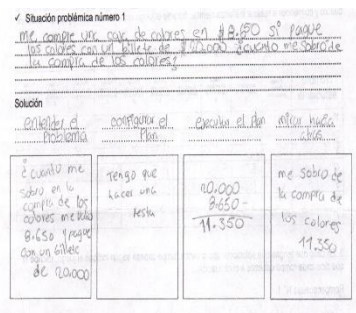 ✓ Situación problémica número 1
me compre una caja de colores en $ 8.650 si pague
los colores con un billete de $ 20.000 ¿cuanto me sobro de
la compra de los colores?
Solución
entender el
Problema
configurar el
Plan
ejecutar el plan
mirar hacia
atras
¿cuanto me
sobro en la
compra de los
colores me
8.650 y pague
con un billete
de 20.000
Tengo que
hacer una
resta
20.000
8.650 -
11.350
me sobro de
la compra de
los colores
11.350